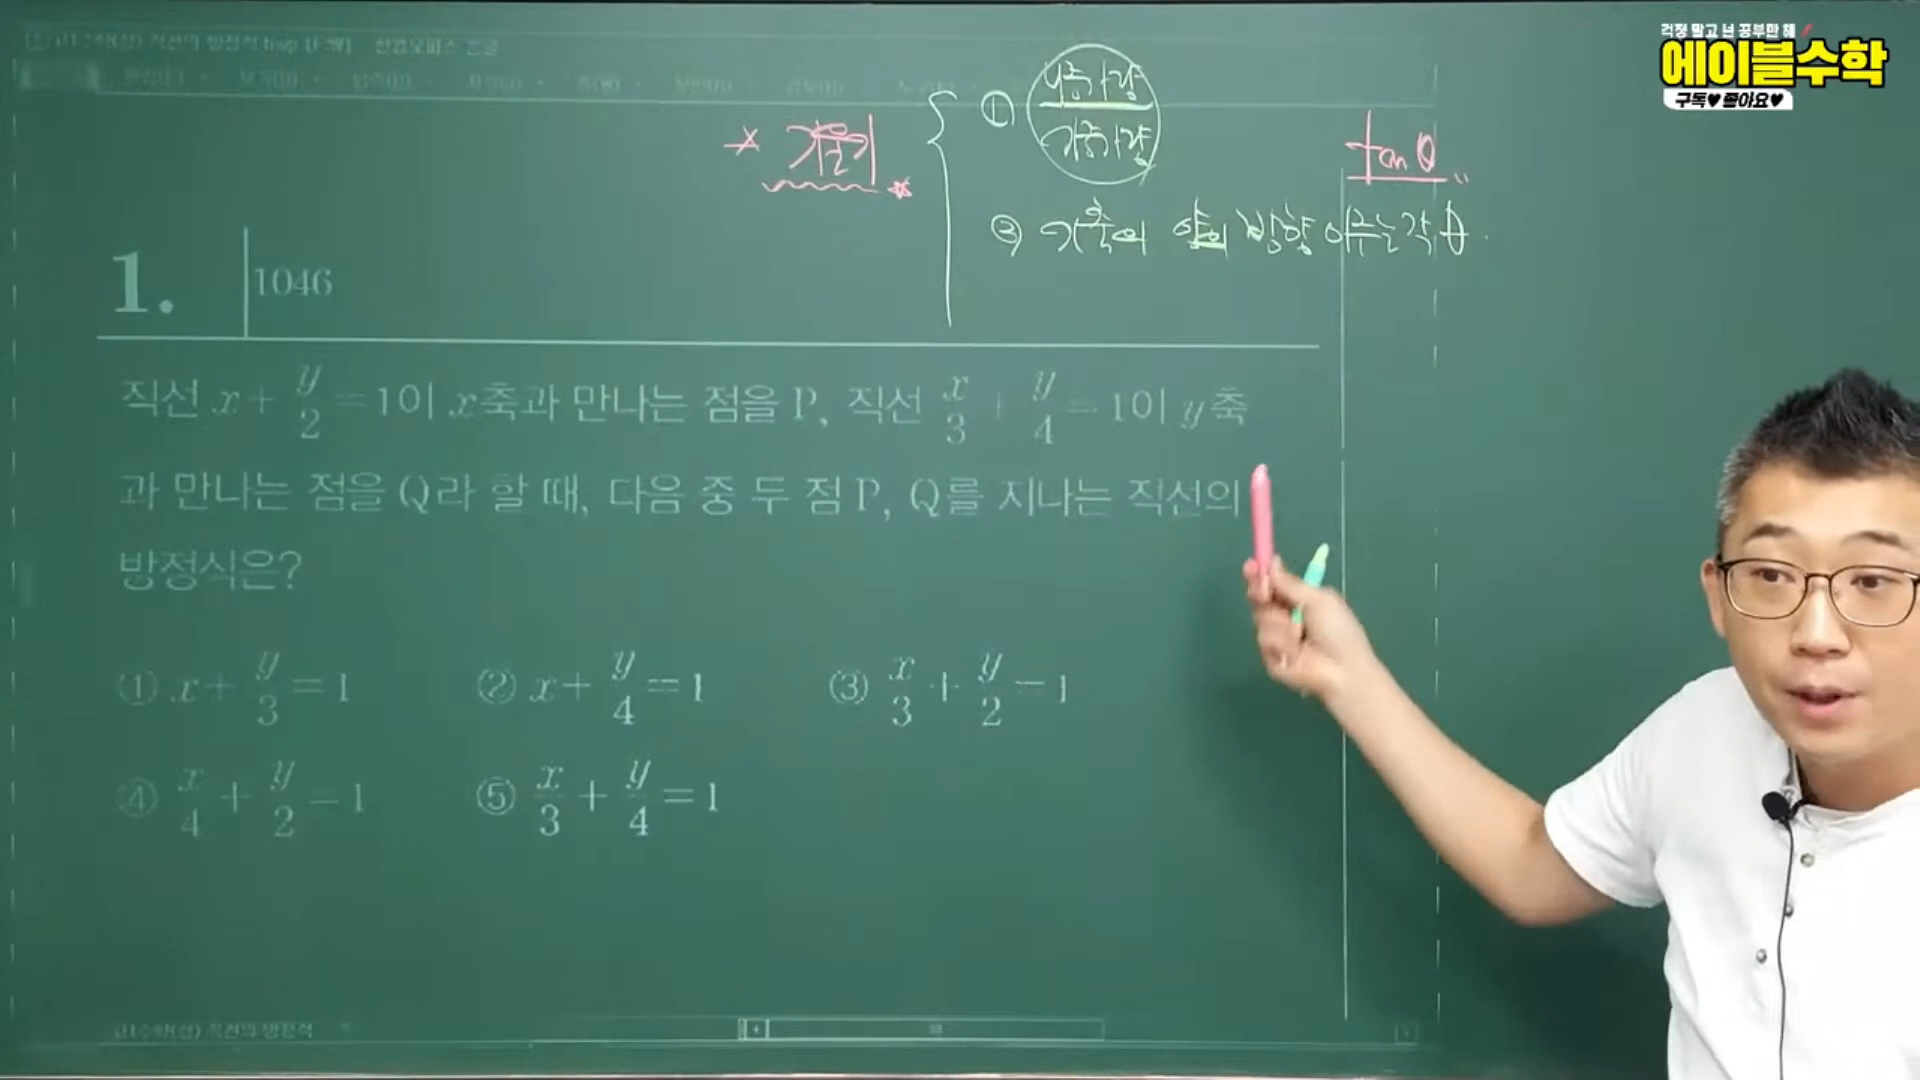 걱정 말고 넌 공부만 해
에이블수학
구독♥ 좋아요♥
기울기
① y증가량
x증가량
tan θ
② x축의 양의 방향 이루는 각 θ.
1. 1046
직선 x + y/2 = 1이 x축과 만나는 점을 P, 직선 x/3 + y/4 = 1이 y축
과 만나는 점을 Q라 할 때, 다음 중 두 점 P, Q를 지나는 직선의
방정식은?
① x + y/3 = 1 ② x + y/4 = 1 ③ x/3 + y/2 = 1
④ x/4 + y/2 = 1 ⑤ x/3 + y/4 = 1